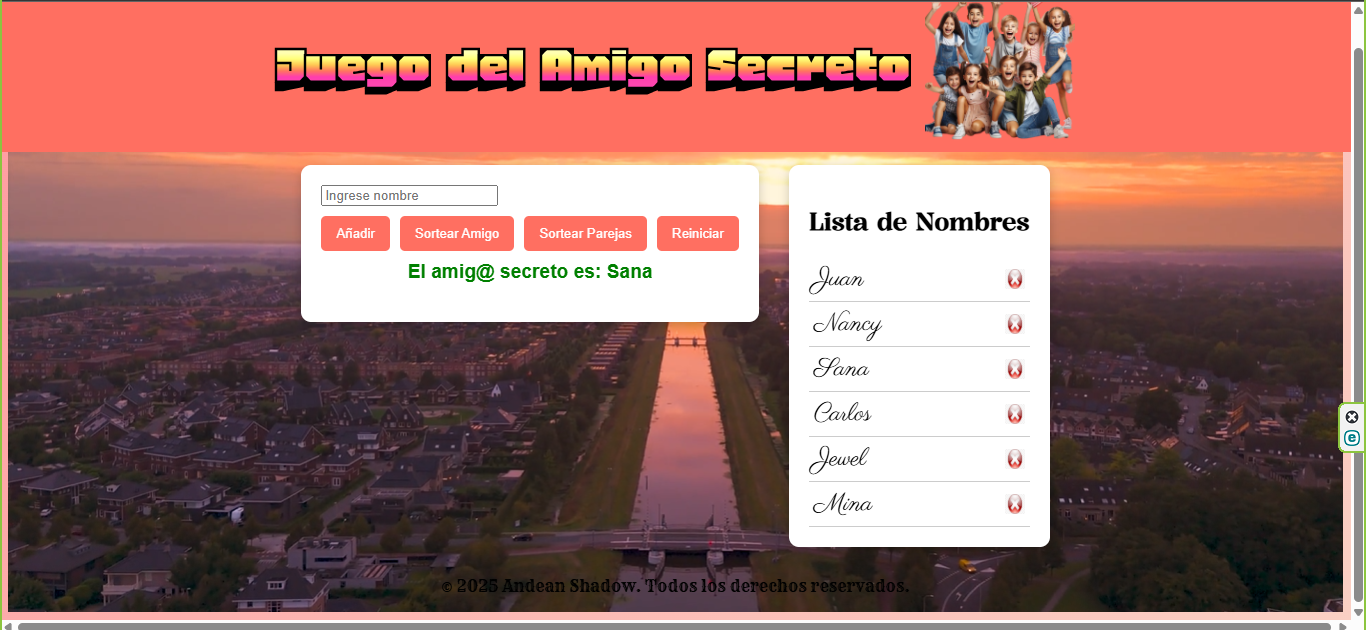 Juego del Amigo Secreto
Ingrese nombre
Añadir
Sortear Amigo
Sortear Parejas
Reiniciar
El amig@ secreto es: Sana
Lista de Nombres
Juan
Nancy
Sana
Carlos
Jewel
Mina
© 2025 Andean Shadow. Todos los derechos reservados.